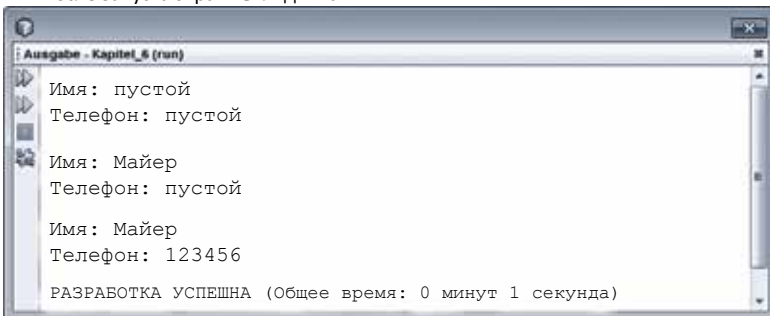 Ausgabe - Kapitel_6 (run)
Имя: пустой
Телефон: пустой
Имя: Майер
Телефон: пустой
Имя: Майер
Телефон: 123456
РАЗРАБОТКА УСПЕШНА (Общее время: 0 минут 1 секунда)